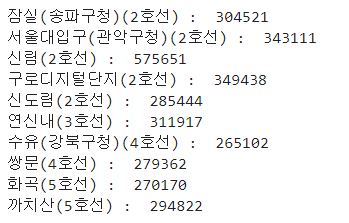 잠실(송파구청)(2호선) :  304521
서울대입구(관악구청)(2호선) :  343111
신림(2호선) :  575651
구로디지털단지(2호선) :  349438
신도림(2호선) :  285444
연신내(3호선) :  311917
수유(강북구청)(4호선) :  265102
쌍문(4호선) :  279362
화곡(5호선) :  270170
까치산(5호선) :  294822